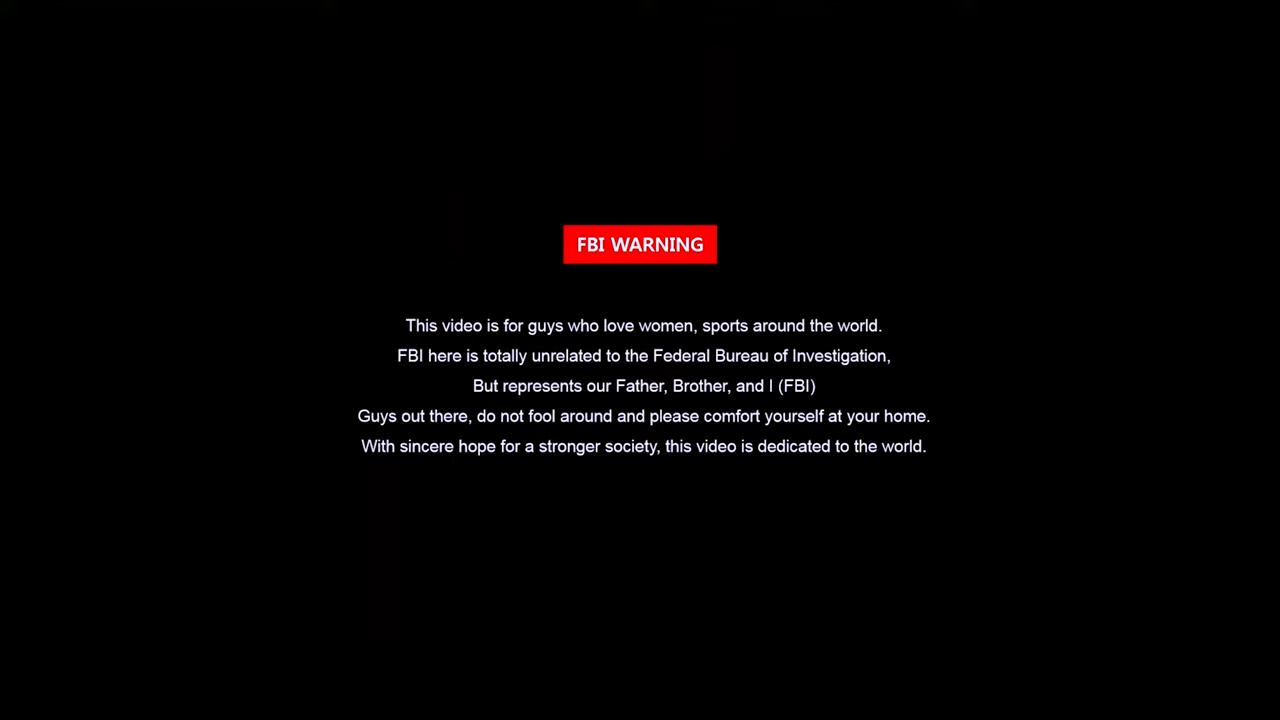 FBI WARNING
This video is for guys who love women, sports around the world.
FBI here is totally unrelated to the Federal Bureau of Investigation,
But represents our Father, Brother, and I (FBI)
Guys out there, do not fool around and please comfort yourself at your home.
With sincere hope for a stronger society, this video is dedicated to the world.